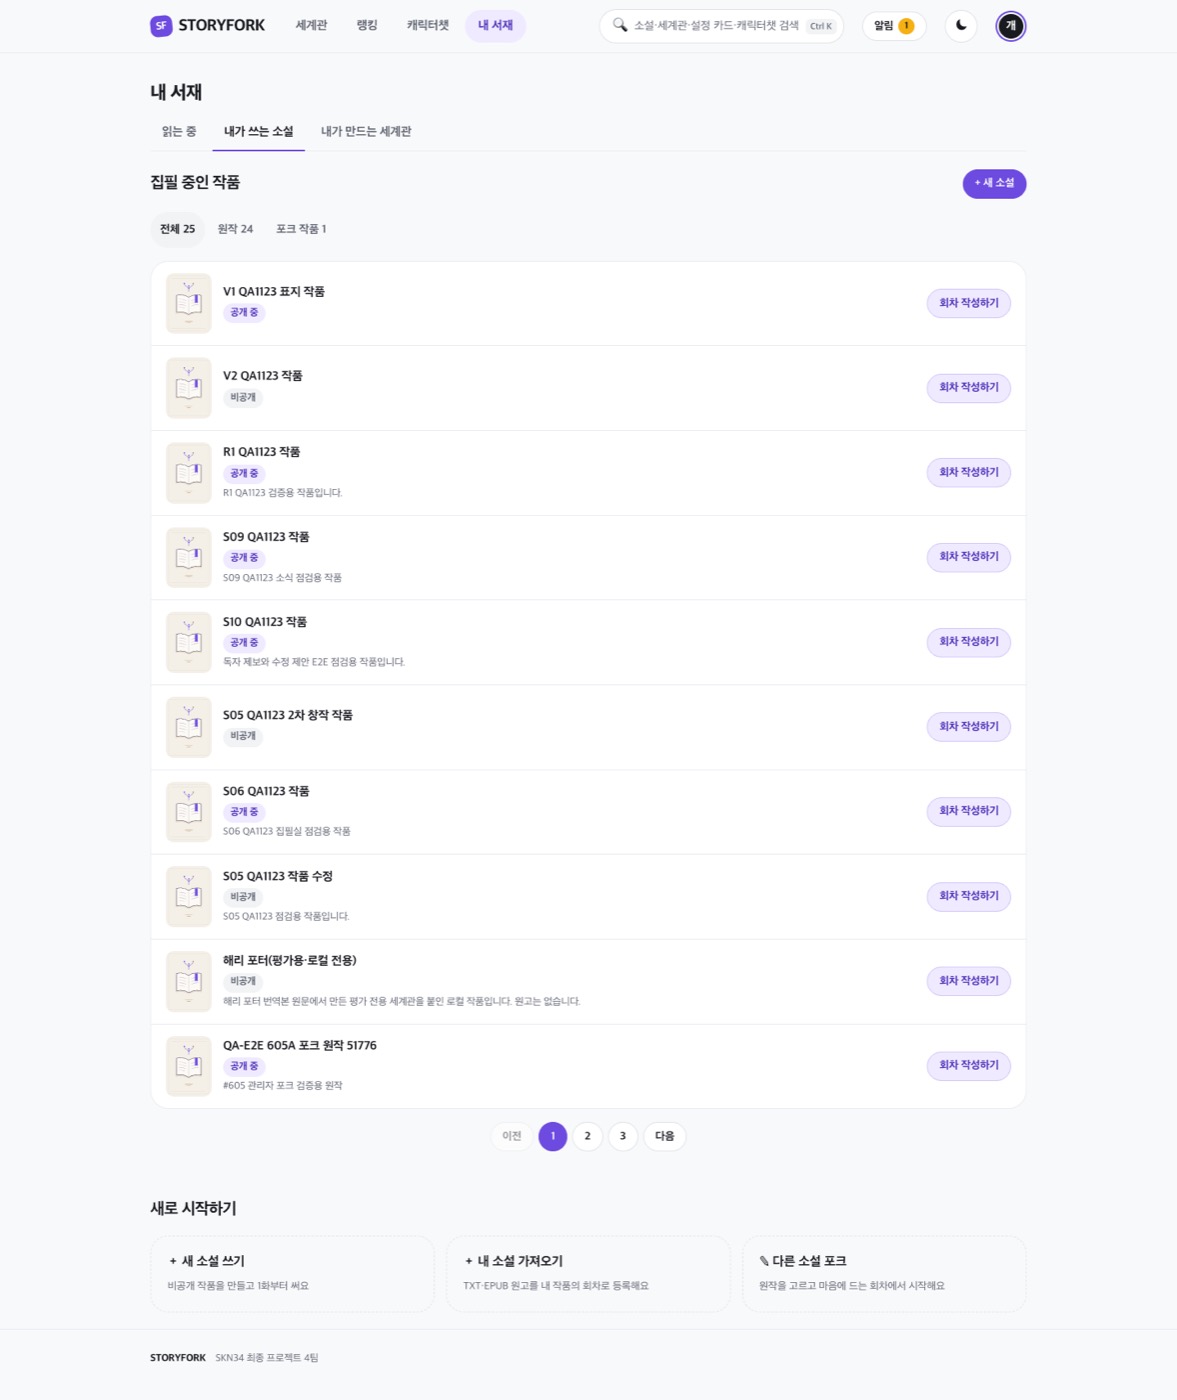 SF STORYFORK 세계관 랭킹 캐릭터챗 내 서재 소설·세계관·설정 카드·캐릭터챗 검색 Ctrl K 알림 1 개
내 서재
읽는 중 내가 쓰는 소설 내가 만드는 세계관
집필 중인 작품 + 새 소설
전체 25 원작 24 포크 작품 1
V1 QA1123 표지 작품
공개 중
회차 작성하기
V2 QA1123 작품
비공개
회차 작성하기
R1 QA1123 작품
공개 중
R1 QA1123 검증용 작품입니다.
회차 작성하기
S09 QA1123 작품
공개 중
S09 QA1123 소식 점검용 작품
회차 작성하기
S10 QA1123 작품
공개 중
독자 제보와 수정 제안 E2E 점검용 작품입니다.
회차 작성하기
S05 QA1123 2차 창작 작품
비공개
회차 작성하기
S06 QA1123 작품
공개 중
S06 QA1123 집필실 점검용 작품
회차 작성하기
S05 QA1123 작품 수정
비공개
S05 QA1123 점검용 작품입니다.
회차 작성하기
해리 포터(평가용·로컬 전용)
비공개
해리 포터 번역본 원문에서 만든 평가 전용 세계관을 붙인 로컬 작품입니다. 원고는 없습니다.
회차 작성하기
QA-E2E 605A 포크 원작 51776
공개 중
#605 관리자 포크 검증용 원작
회차 작성하기
이전 1 2 3 다음
새로 시작하기
+ 새 소설 쓰기
비공개 작품을 만들고 1화부터 써요
+ 내 소설 가져오기
TXT·EPUB 원고를 내 작품의 회차로 등록해요
✎ 다른 소설 포크
원작을 고르고 마음에 드는 회차에서 시작해요
STORYFORK SKN34 최종 프로젝트 4팀